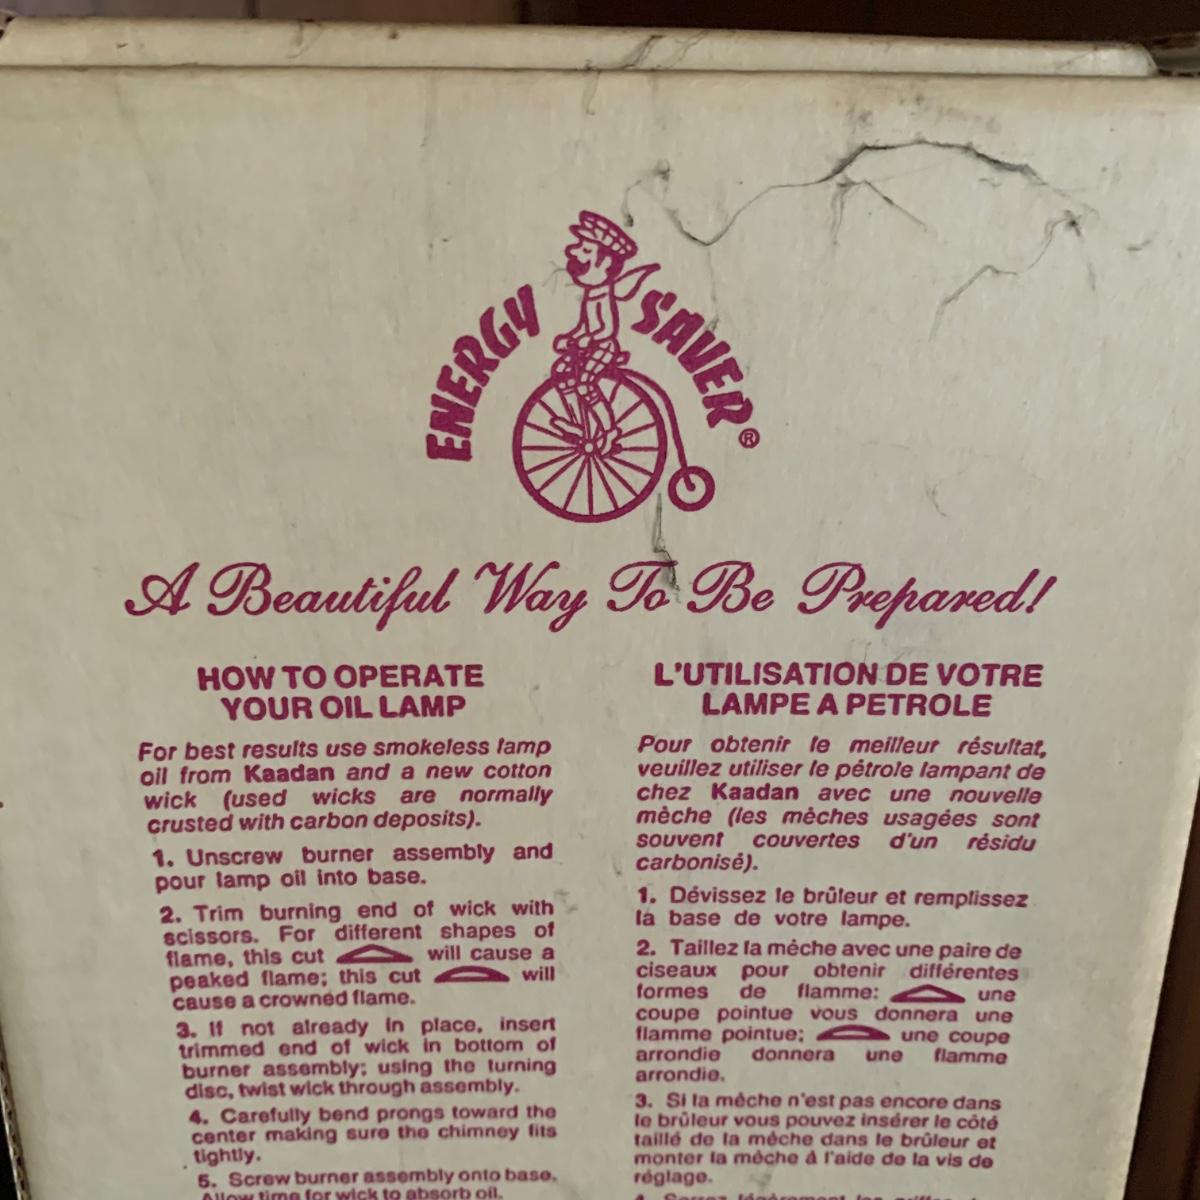 ENERGY SAVER®
A Beautiful Way To Be Prepared!
HOW TO OPERATE
YOUR OIL LAMP
For best results use smokeless lamp
oil from Kaadan and a new cotton
wick (used wicks are normally
crusted with carbon deposits).
1. Unscrew burner assembly and
pour lamp oil into base.
2. Trim burning end of wick with
scissors. For different shapes of
flame, this cut will cause a
peaked flame; this cut will
cause a crowned flame.
3. If not already in place, insert
trimmed end of wick in bottom of
burner assembly; using the turning
disc, twist wick through assembly.
4. Carefully bend prongs toward the
center making sure the chimney fits
tightly.
5. Screw burner assembly onto base.
Allow time for wick to absorb oil.
L'UTILISATION DE VOTRE
LAMPE A PETROLE
Pour obtenir le meilleur résultat,
veuillez utiliser le pétrole lampant de
chez Kaadan avec une nouvelle
mèche (les mèches usagées sont
souvent couvertes d'un résidu
carbonisé).
1. Dévissez le brûleur et remplissez
la base de votre lampe.
2. Taillez la mèche avec une paire de
ciseaux pour obtenir différentes
formes de flamme: une
coupe pointue vous donnera une
flamme pointue; une coupe
arrondie donnera une flamme
arrondie.
3. Si la mèche n'est pas encore dans
le brûleur vous pouvez insérer le côté
taillé de la mèche dans le brûleur et
monter la mèche à l'aide de la vis de
réglage.
4. Serrez légèrement les